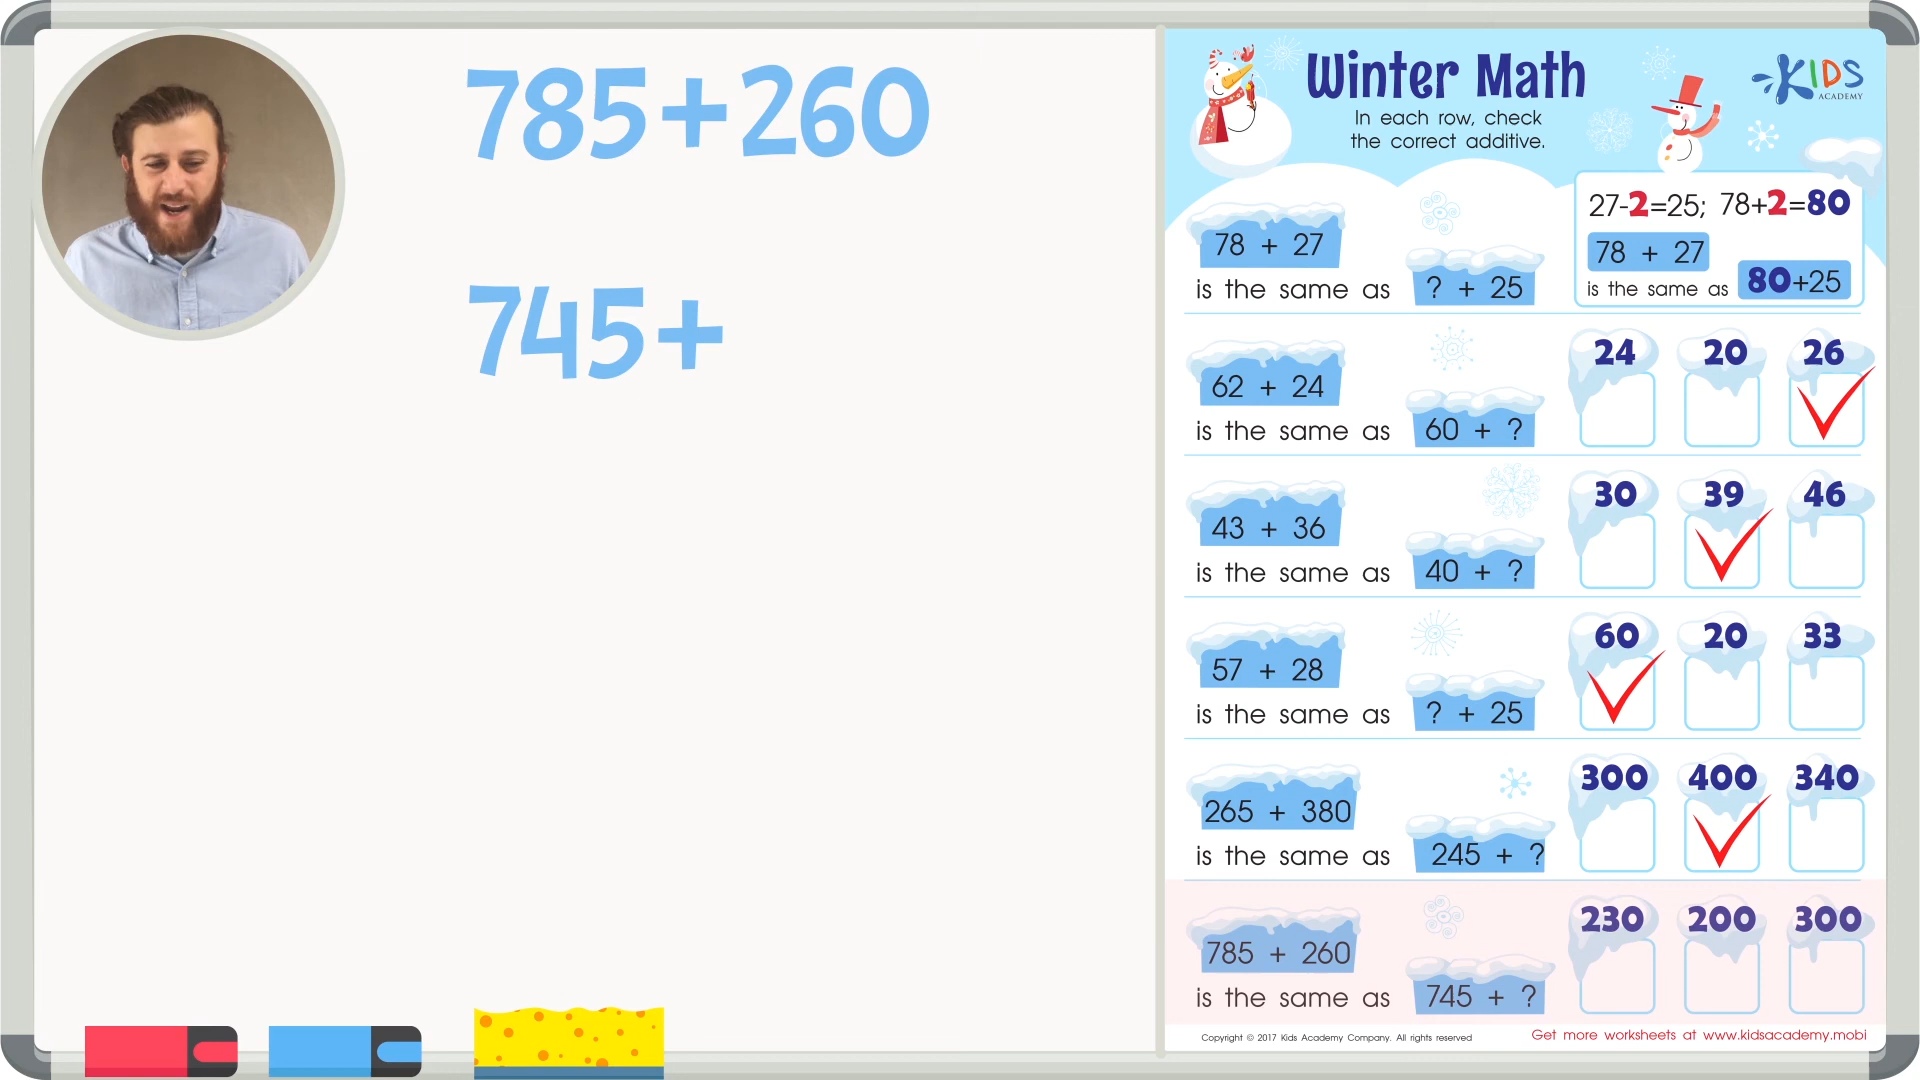 785+260
745+
Winter Math
In each row, check
the correct additive.
KIDS
ACADEMY
27-2=25; 78+2=80
78 + 27
is the same as 80+25
78 + 27
is the same as ? + 25
62 + 24
is the same as 60 + ?
24 20 26
43 + 36
is the same as 40 + ?
30 39 46
57 + 28
is the same as ? + 25
60 20 33
265 + 380
is the same as 245 + ?
300 400 340
785 + 260
is the same as 745 + ?
230 200 300
Copyright © 2017 Kids Academy Company. All rights reserved
Get more worksheets at www.kidsacademy.mobi